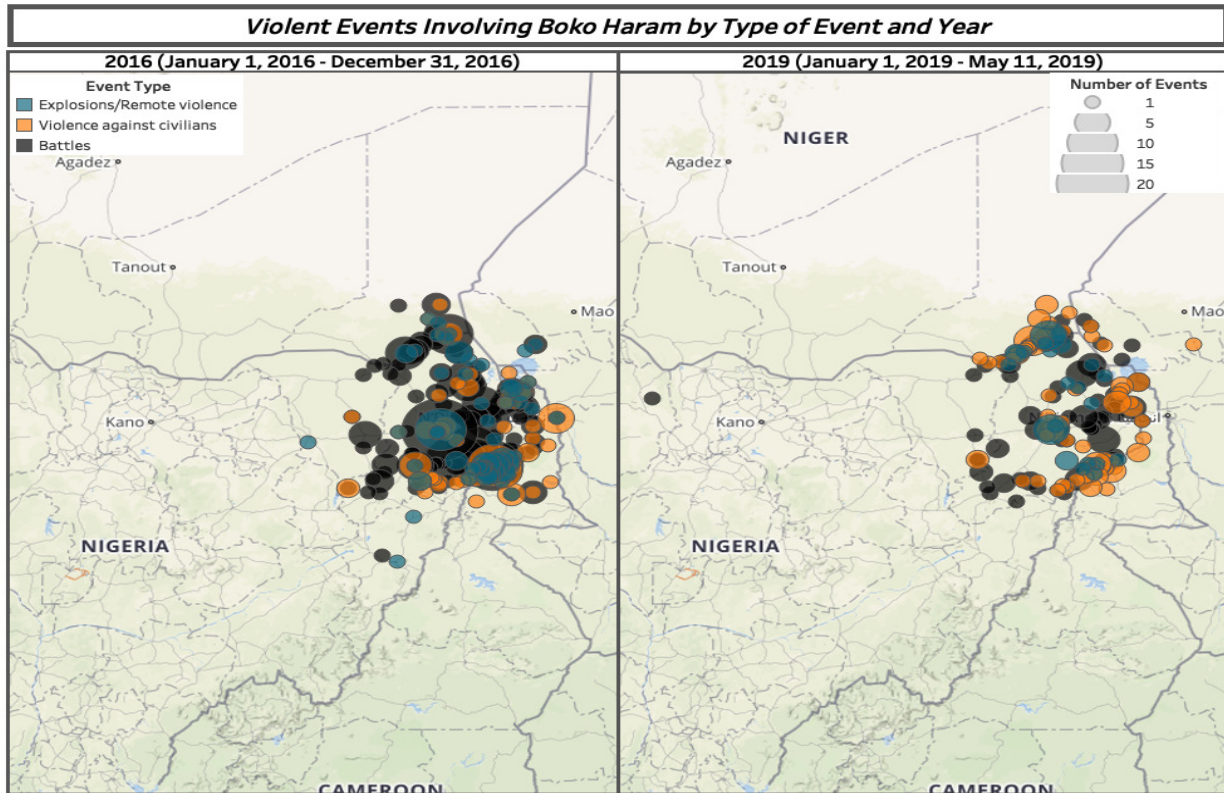 Violent Events Involving Boko Haram by Type of Event and Year
2016 (January 1, 2016 - December 31, 2016)
2019 (January 1, 2019 - May 11, 2019)
Event Type
Explosions/Remote violence
Violence against civilians
Battles
Number of Events
1
5
10
15
20
Agadez
Tanout
Mao
Kano
NIGERIA
CAMEROON
NIGER
Agadez
Tanout
Mao
Kano
NIGERIA
CAMEROON